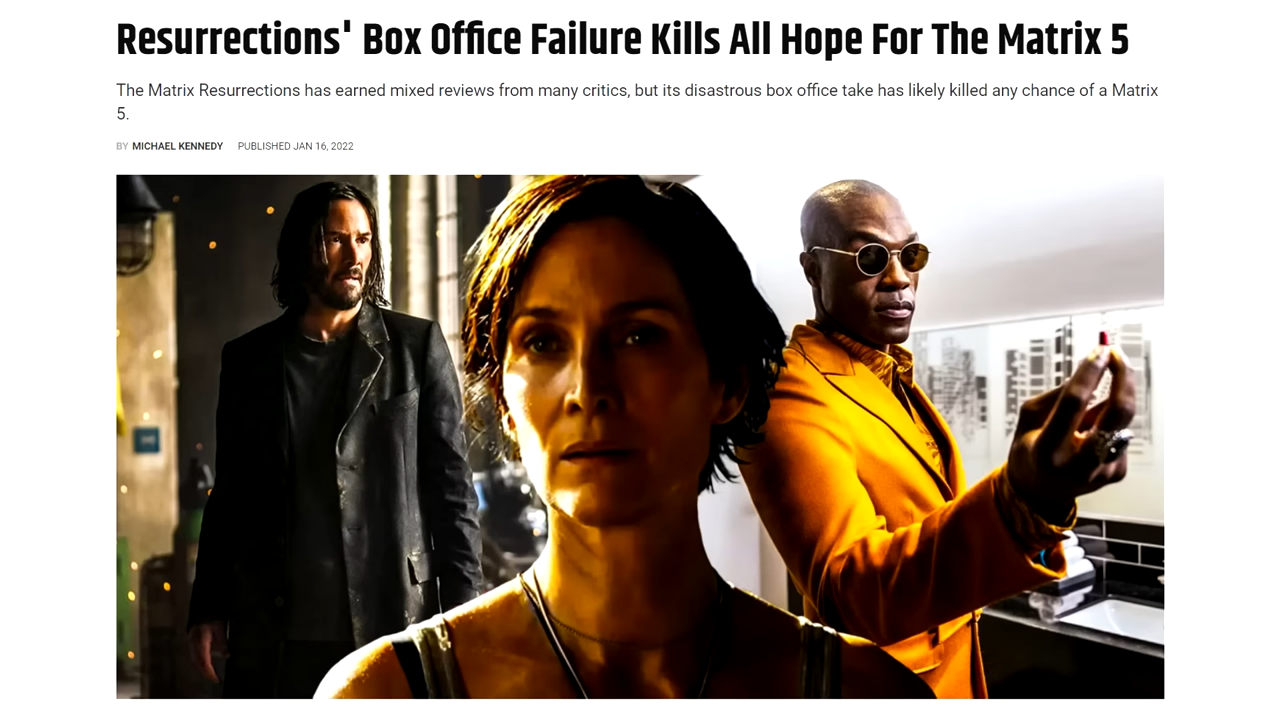 Resurrections' Box Office Failure Kills All Hope For The Matrix 5
The Matrix Resurrections has earned mixed reviews from many critics, but its disastrous box office take has likely killed any chance of a Matrix
5.
BY MICHAEL KENNEDY PUBLISHED JAN 16, 2022